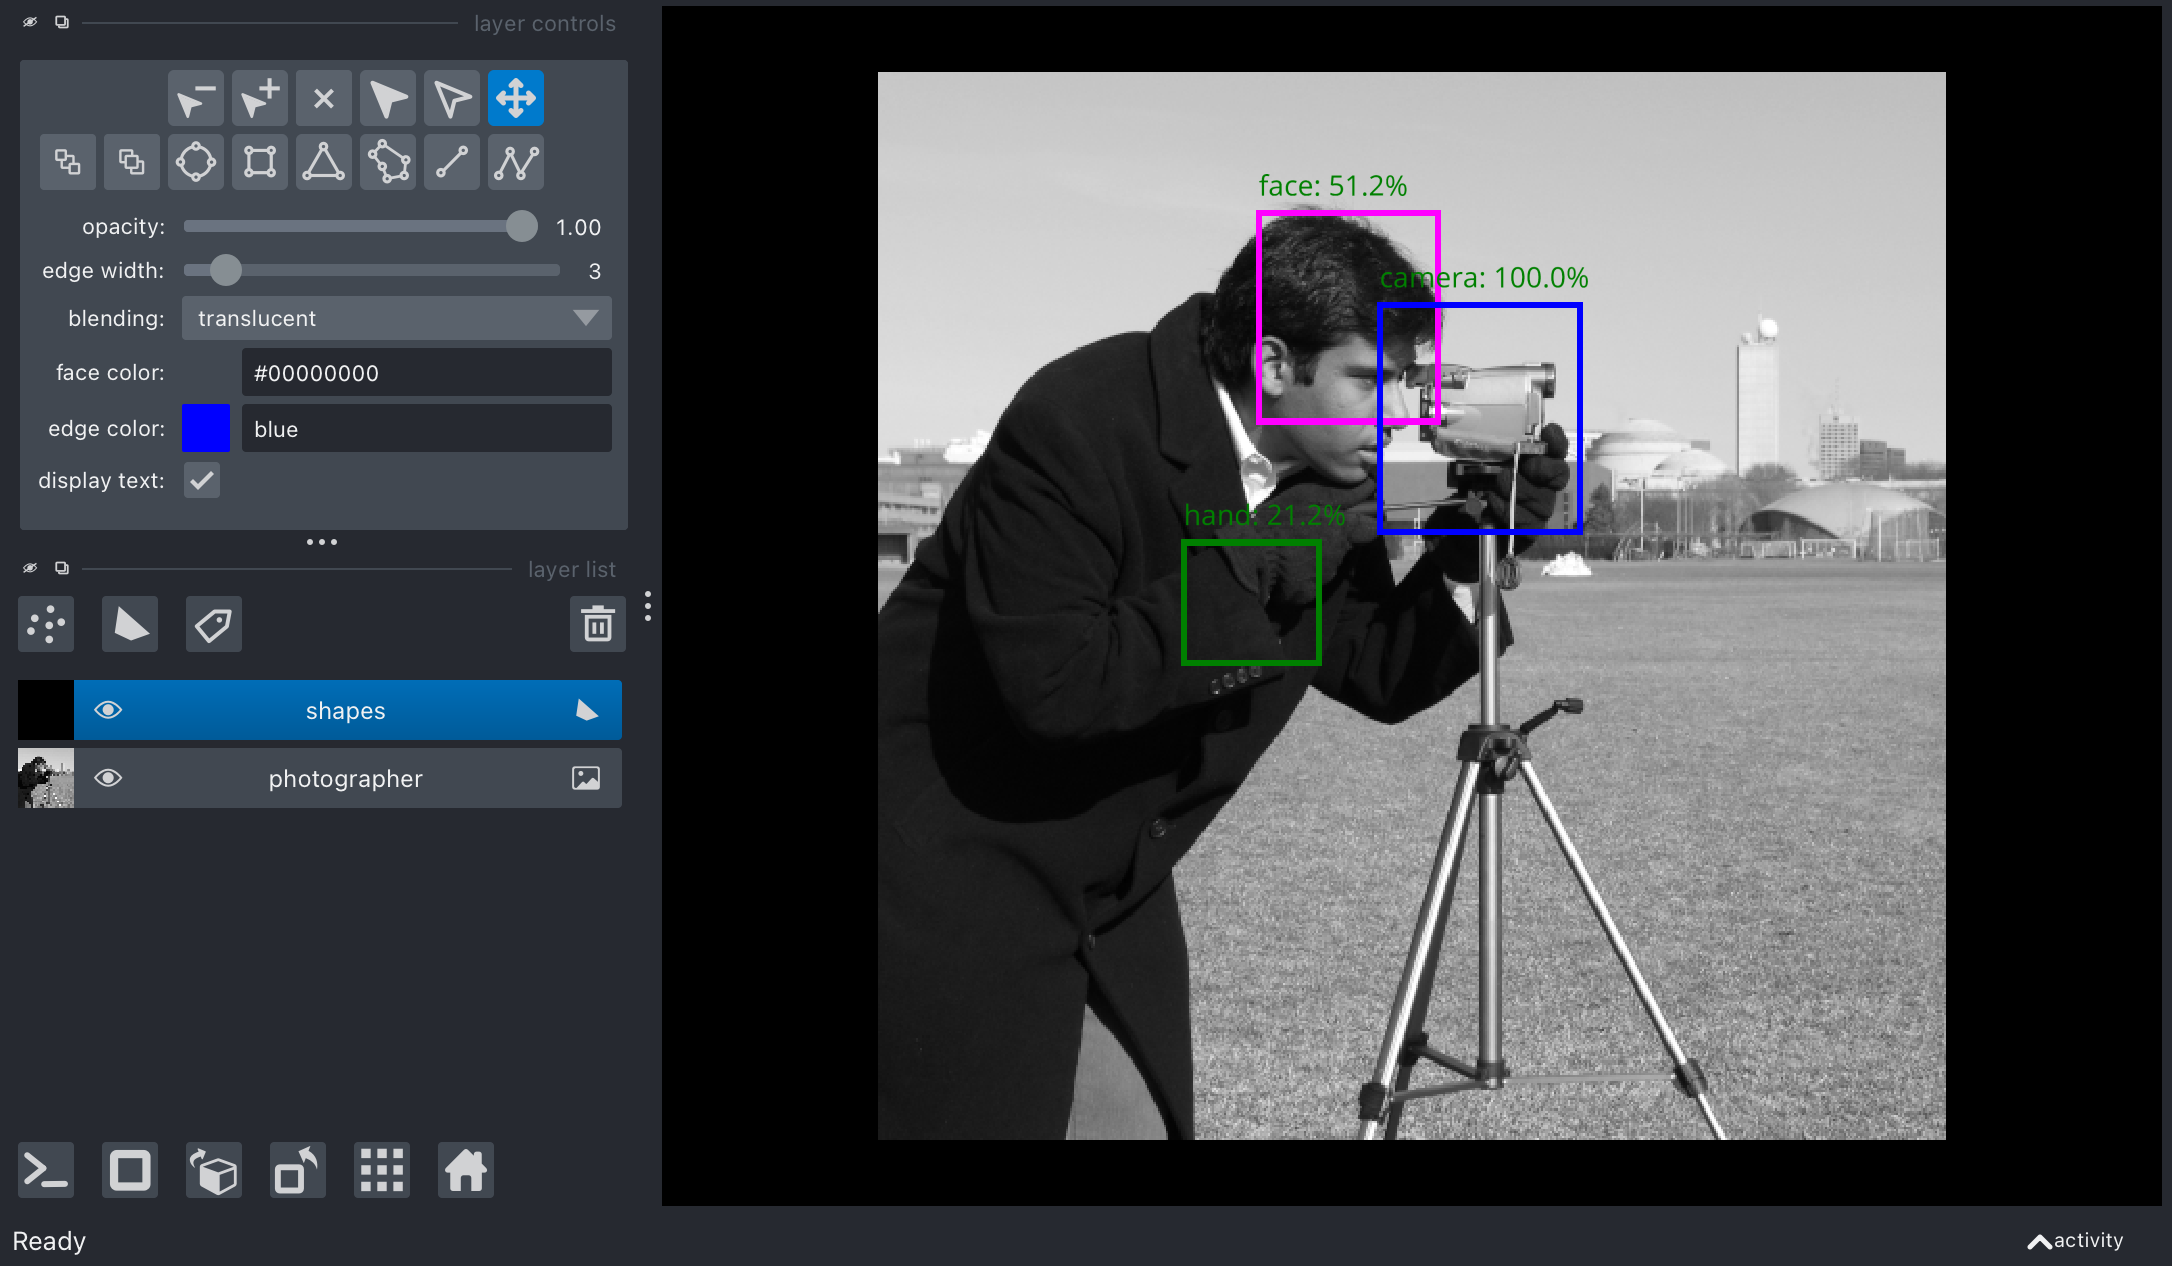 layer controls
opacity: 1.00
edge width: 3
blending: translucent
face color: #00000000
edge color: blue
display text:
layer list
shapes
photographer
Ready
face: 51.2%
camera: 100.0%
hand: 21.2%
activity